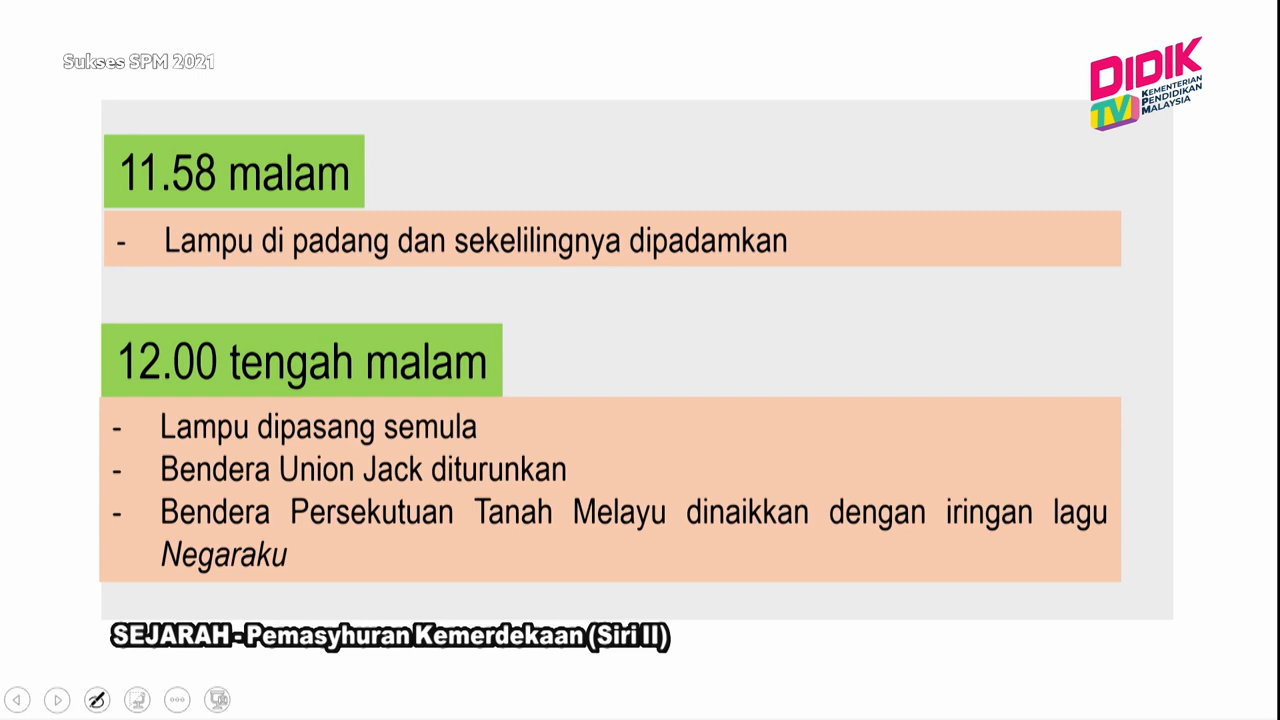 Sukses SPM 2021
DIDIK
TV
KEMENTERIAN
PENDIDIKAN
MALAYSIA
11.58 malam
- Lampu di padang dan sekelilingnya dipadamkan
12.00 tengah malam
- Lampu dipasang semula
- Bendera Union Jack diturunkan
- Bendera Persekutuan Tanah Melayu dinaikkan dengan iringan lagu
Negaraku
SEJARAH - Pemasyhuran Kemerdekaan (Siri II)